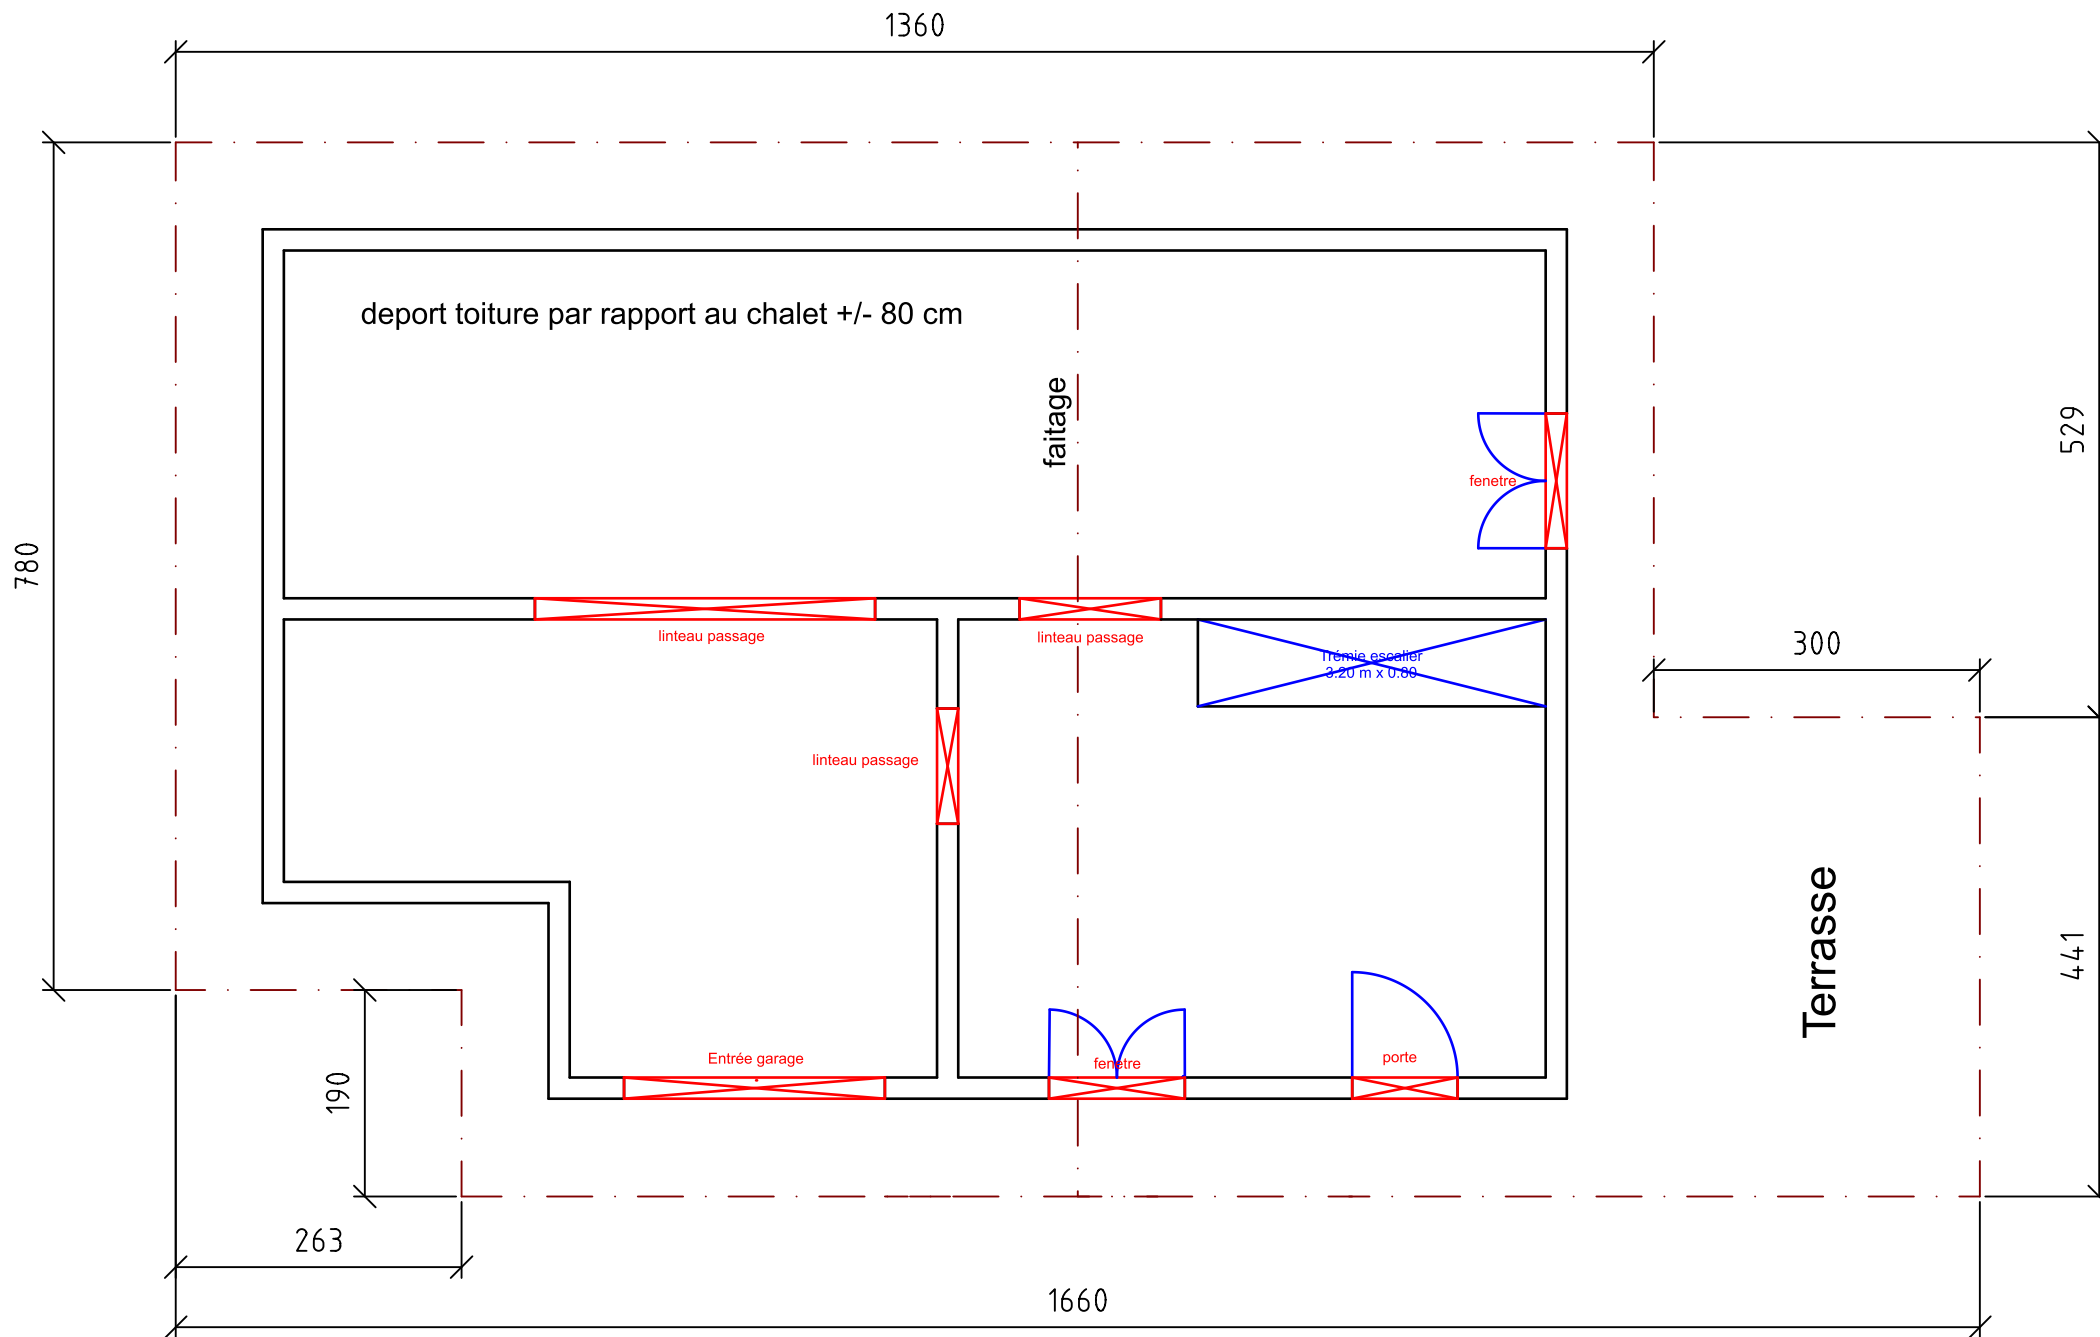 1360
deport toiture par rapport au chalet +/- 80 cm
faitage
529
fenetre
780
linteau passage
linteau passage
300
Trémie escalier
3.20 m x 0.80
linteau passage
Terrasse
441
Entrée garage
fenetre
porte
190
263
1660